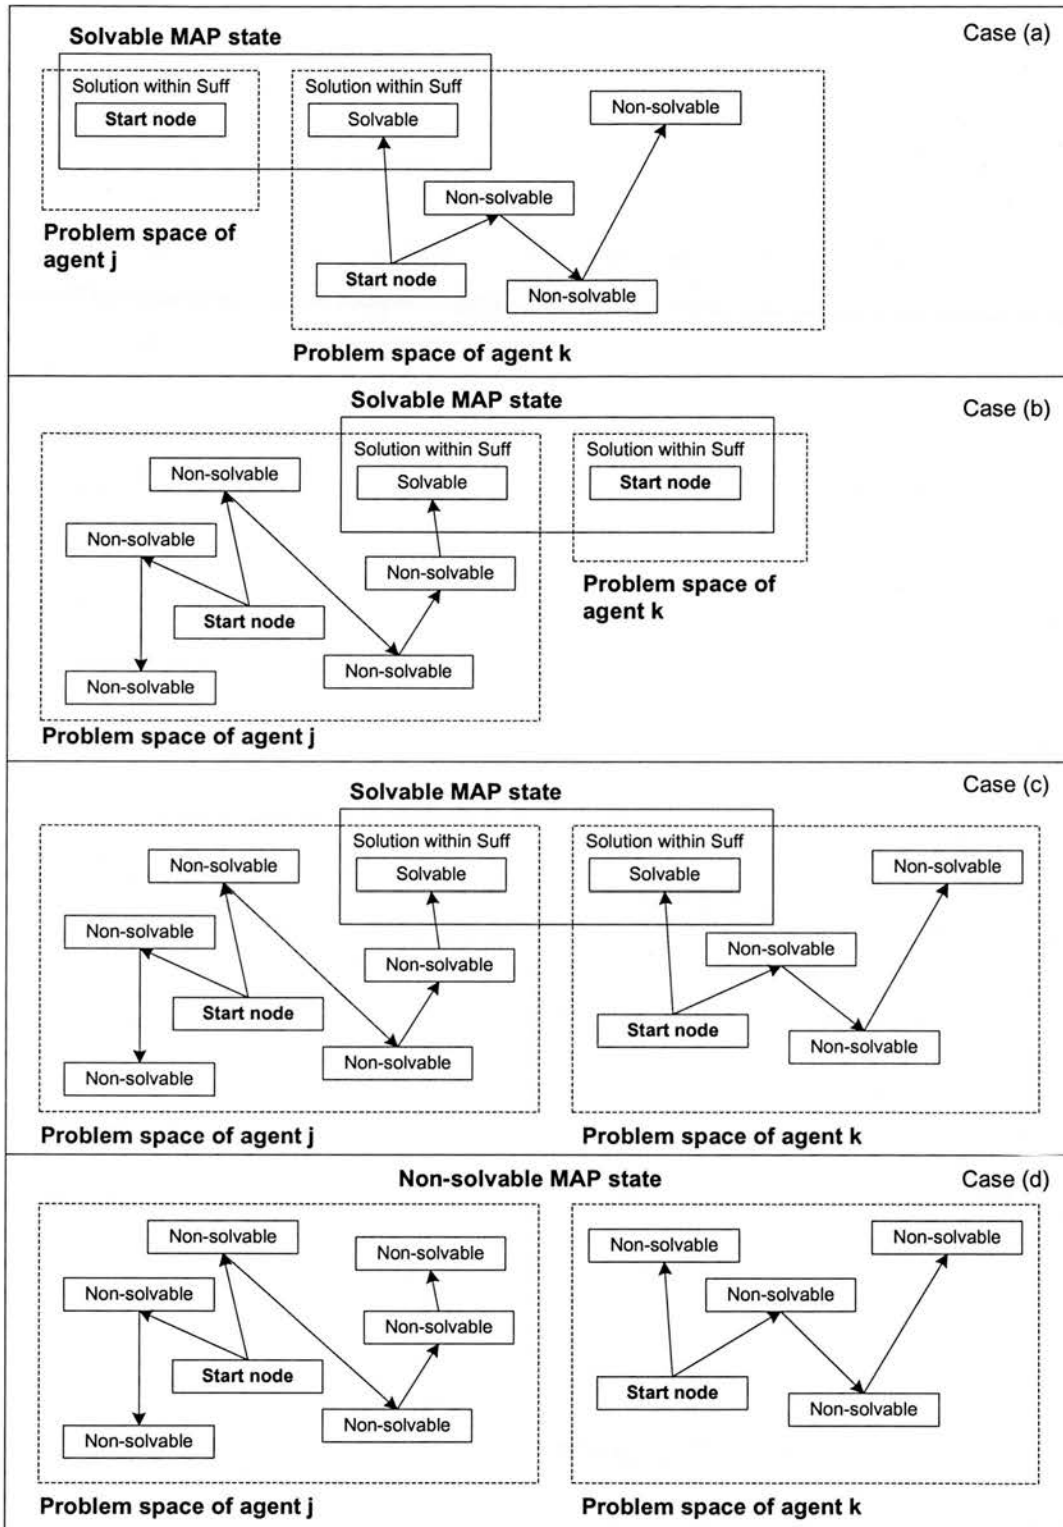 Case (a)
Solvable MAP state
Solution within Suff
Start node
Solution within Suff
Solvable
Non-solvable
Non-solvable
Start node
Non-solvable
Problem space of
agent j
Problem space of agent k
Case (b)
Solvable MAP state
Solution within Suff
Solution within Suff
Non-solvable
Solvable
Start node
Non-solvable
Non-solvable
Start node
Non-solvable
Non-solvable
Problem space of
agent k
Problem space of agent j
Case (c)
Solvable MAP state
Solution within Suff
Solution within Suff
Non-solvable
Solvable
Solvable
Non-solvable
Non-solvable
Non-solvable
Non-solvable
Start node
Start node
Non-solvable
Non-solvable
Non-solvable
Problem space of agent j
Problem space of agent k
Case (d)
Non-solvable MAP state
Non-solvable
Non-solvable
Non-solvable
Non-solvable
Non-solvable
Non-solvable
Non-solvable
Start node
Start node
Non-solvable
Non-solvable
Non-solvable
Problem space of agent j
Problem space of agent k